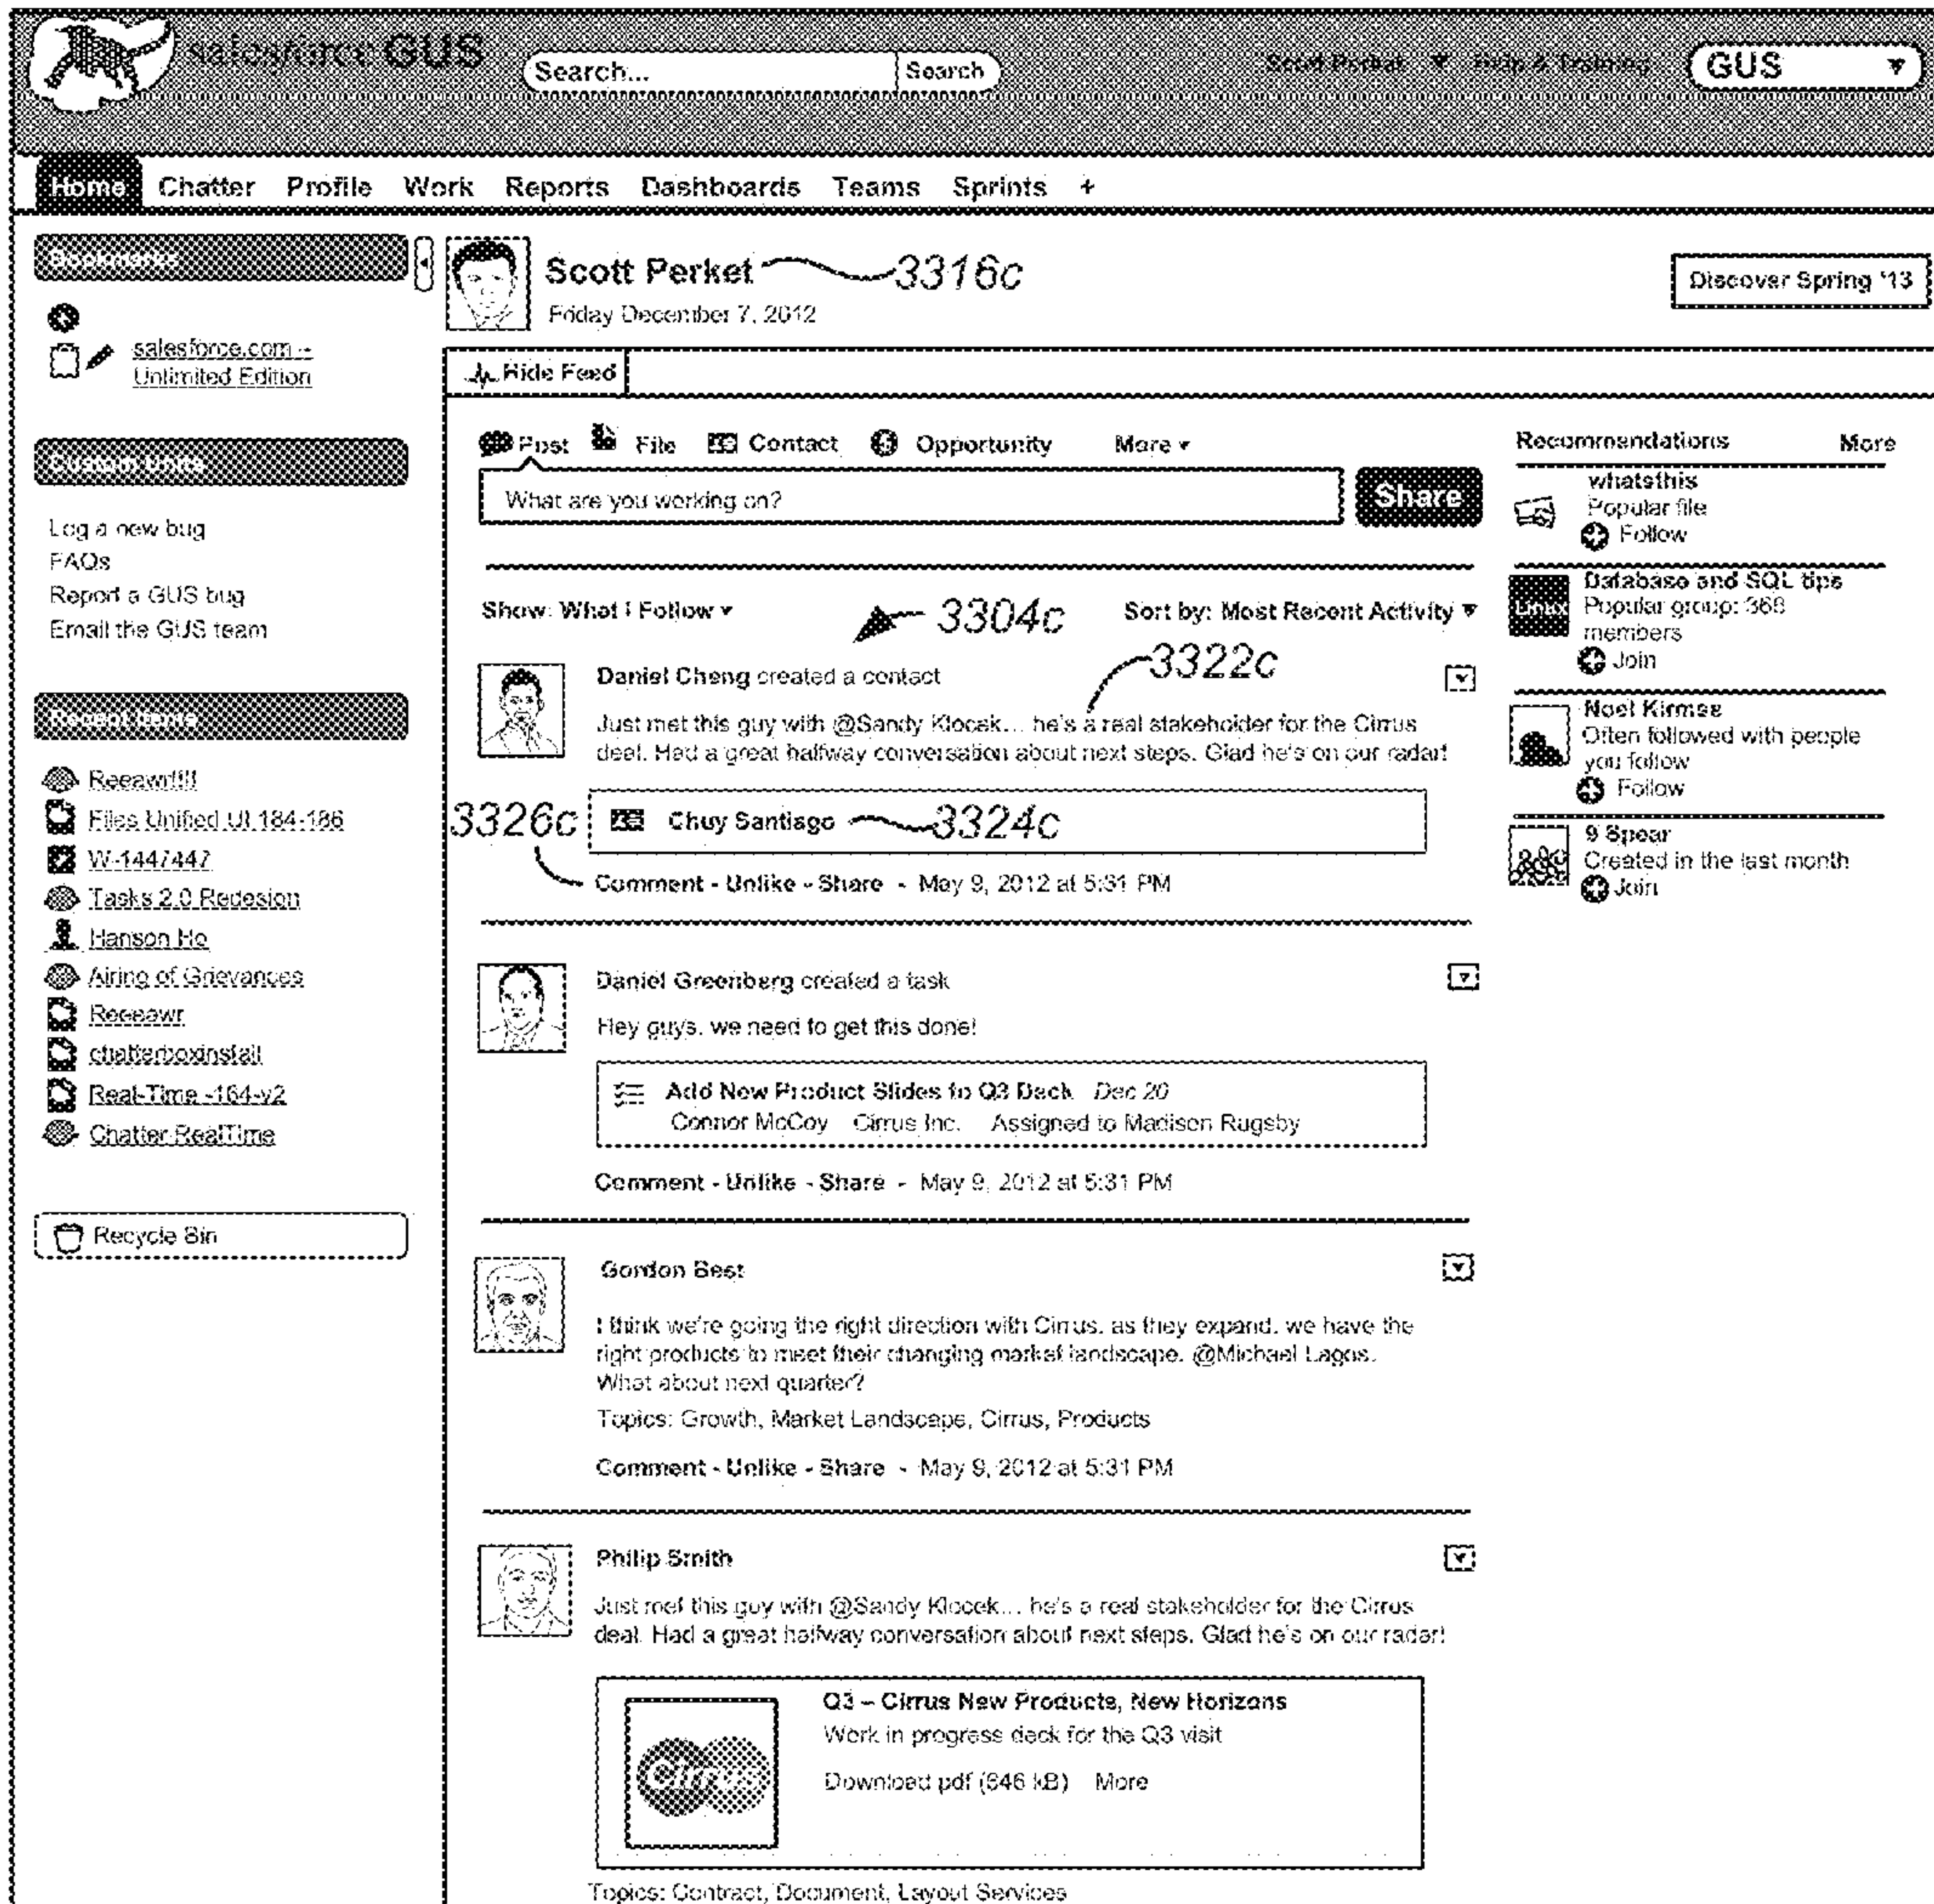 salesforce GUS
Search... Search
Scott Perket Help & Training
GUS
Home Chatter Profile Work Reports Dashboards Teams Sprints +
Bookmarks
salesforce.com --
Unlimited Edition
Custom Units
Log a new bug
FAQs
Report a GUS bug
Email the GUS team
Recent Items
Reeawr!!!!
Files Unified UI 184-186
W-1447447
Tasks 2.0 Redesion
Hanson Ho
Airing of Grievances
Reeeawr
chatterboxinstall
Real-Time -164-v2
Chatter-RealTime
Recycle Bin
Scott Perket 3316c
Friday December 7, 2012
Discover Spring '13
Hide Feed
Post File Contact Opportunity More
What are you working on? Share
Show: What I Follow 3304c Sort by: Most Recent Activity
3322c
Daniel Cheng created a contact
Just met this guy with @Sandy Klocek... he's a real stakeholder for the Cirrus
deal. Had a great halfway conversation about next steps. Glad he's on our radar!
3326c Chuy Santiago 3324c
Comment - Unlike - Share - May 9, 2012 at 5:31 PM
Daniel Greenberg created a task
Hey guys, we need to get this done!
Add New Product Slides to Q3 Deck Dec 20
Connor McCoy Cirrus Inc. Assigned to Madison Rugsby
Comment - Unlike - Share - May 9, 2012 at 5:31 PM
Gordon Best
I think we're going the right direction with Cirrus. as they expand, we have the
right products to meet their changing market landscape. @Michael Lagos.
What about next quarter?
Topics: Growth, Market Landscape, Cirrus, Products
Comment - Unlike - Share - May 9, 2012 at 5:31 PM
Philip Smith
Just met this guy with @Sandy Klocek... he's a real stakeholder for the Cirrus
deal. Had a great halfway conversation about next steps. Glad he's on our radar!
Cirrus
Q3 – Cirrus New Products, New Horizons
Work in progress deck for the Q3 visit
Download pdf (846 kB) More
Topics: Contract, Document, Layout Services
Recommendations More
whatsthis
Popular file
Follow
Linux
Database and SQL tips
Popular group: 368
members
Join
Noel Kirmse
Often followed with people
you follow
Follow
9 Spear
Created in the last month
Join